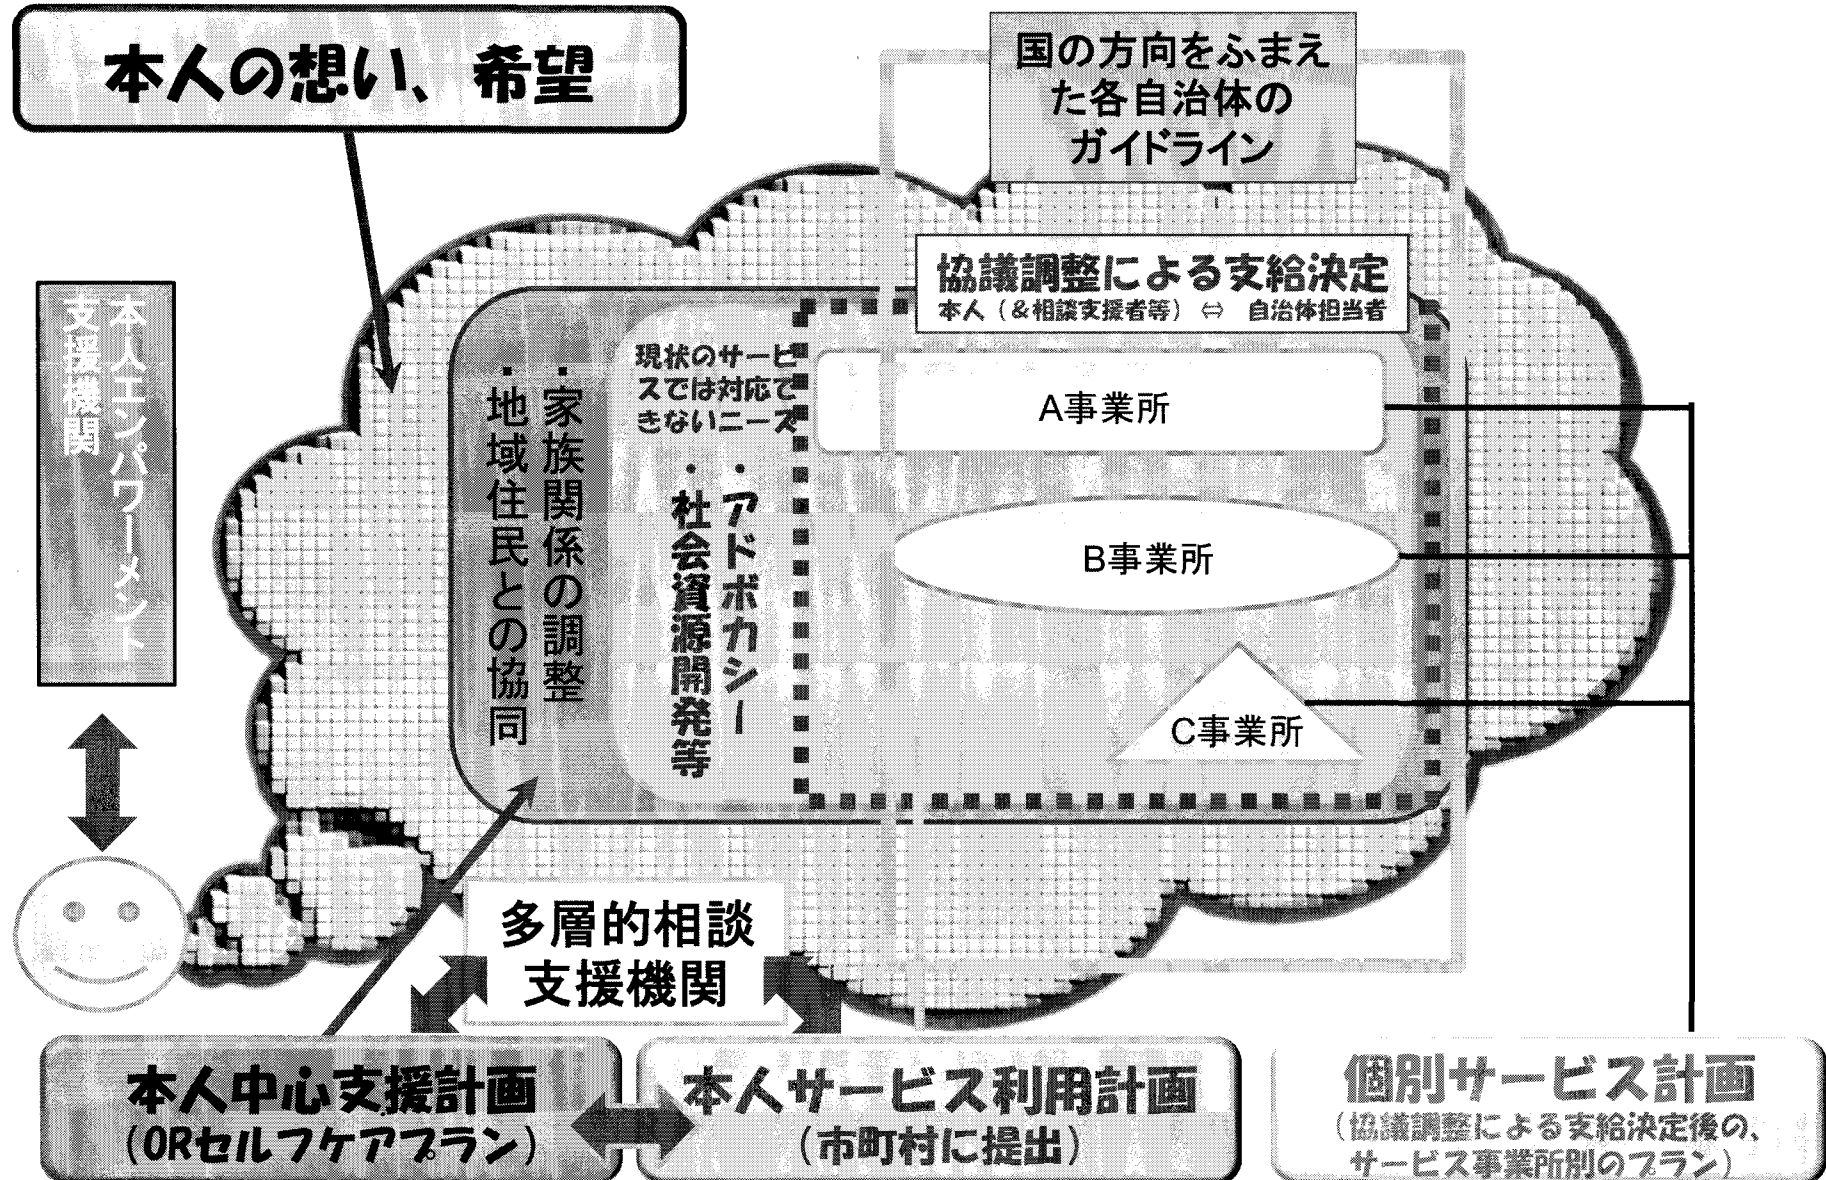 本人の想い、希望
国の方向をふまえ
た各自治体の
ガイドライン
協議調整による支給決定
本人(&相談支援者等) ⇔ 自治体担当者
本人エンパワーメント
支援機関
・家族関係の調整
・地域住民との協同
現状のサービ
スでは対応で
きないニーズ
・アドボカシー
・社会資源開発等
A事業所
B事業所
C事業所
多層的相談
支援機関
本人中心支援計画
(ORセルフケアプラン)
本人サービス利用計画
(市町村に提出)
個別サービス計画
(協議調整による支給決定後の、
サービス事業所別のプラン)